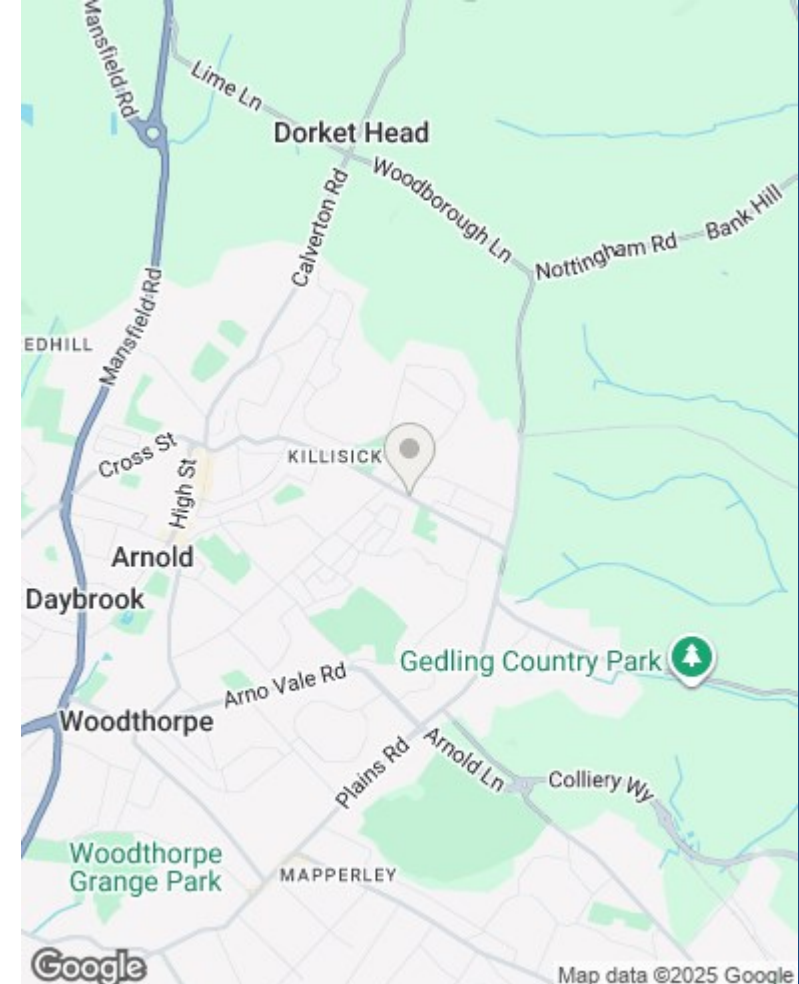 Mansfield Rd
Lime Ln
Dorket Head
Woodborough Ln
Calverton Rd
Nottingham Rd
Bank Hill
Mansfield Rd
EDHILL
Cross St
High St
KILLISICK
Arnold
Daybrook
Gedling Country Park
Arno Vale Rd
Woodthorpe
Plains Rd
Arnold Ln
Colliery Wy
Woodthorpe
Grange Park
MAPPERLEY
Google
Map data ©2025 Google